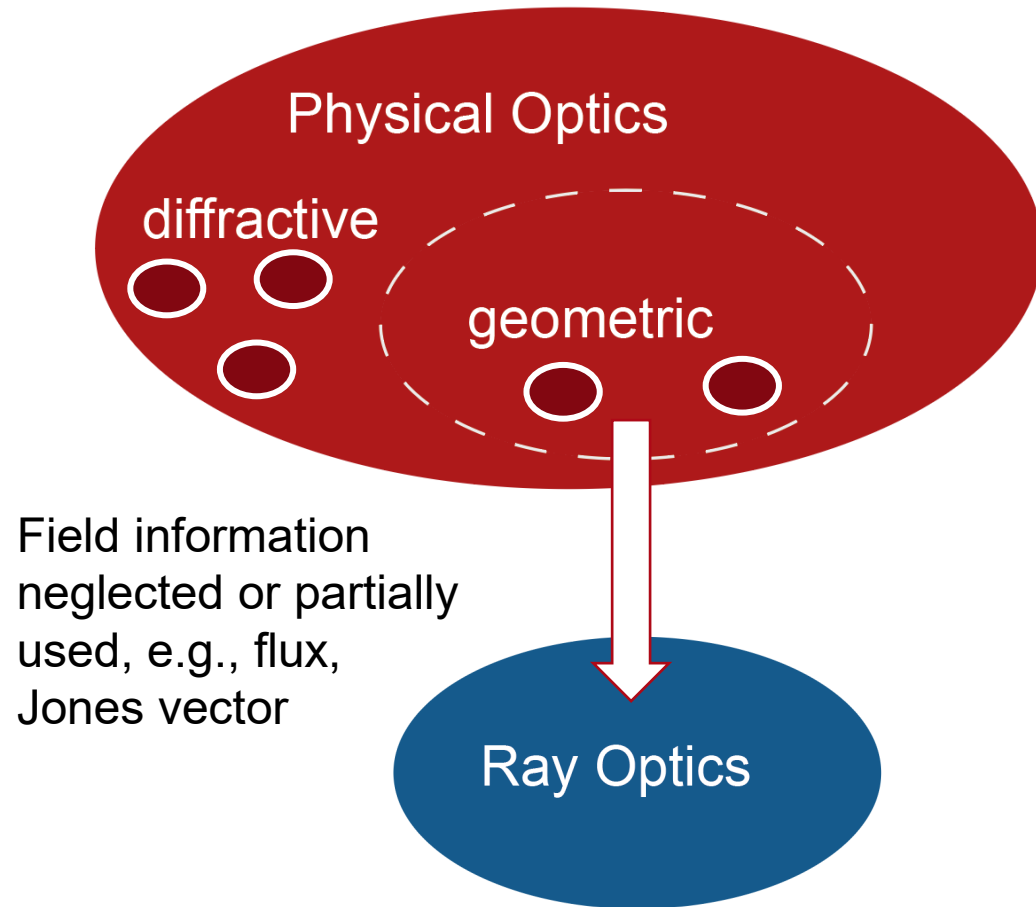 Physical Optics
diffractive
geometric
Field information
neglected or partially
used, e.g., flux,
Jones vector
Ray Optics